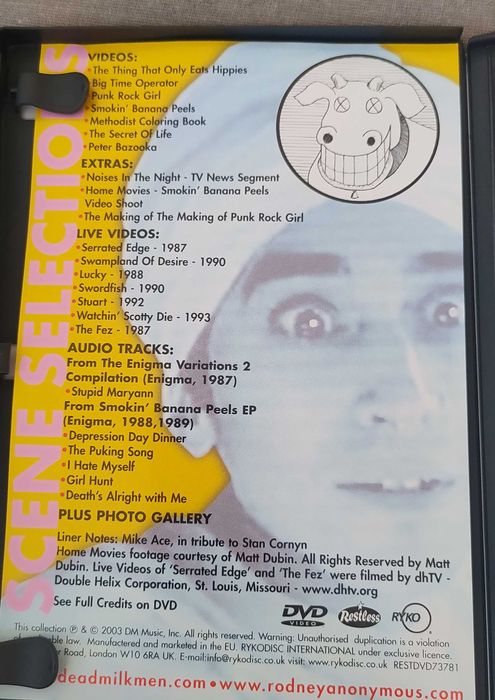 SCENE SELECTIONS
VIDEOS:
•The Thing That Only Eats Hippies
Big Time Operator
Punk Rock Girl
•Smokin' Banana Peels
•Methodist Coloring Book
•The Secret Of Life
•Peter Bazooka
EXTRAS:
•Noises In The Night - TV News Segment
•Home Movies - Smokin' Banana Peels
Video Shoot
•The Making of The Making of Punk Rock Girl
LIVE VIDEOS:
•Serrated Edge - 1987
•Swampland Of Desire - 1990
•Lucky - 1988
•Swordfish - 1990
•Stuart - 1992
•Watchin' Scotty Die - 1993
•The Fez - 1987
AUDIO TRACKS:
From The Enigma Variations 2
Compilation (Enigma, 1987)
•Stupid Maryann
From Smokin' Banana Peels EP
(Enigma, 1988,1989)
•Depression Day Dinner
•The Puking Song
•I Hate Myself
•Girl Hunt
•Death's Alright with Me
PLUS PHOTO GALLERY
Liner Notes: Mike Ace, in tribute to Stan Cornyn
Home Movies footage courtesy of Matt Dubin. All Rights Reserved by Matt
Dubin. Live Videos of 'Serrated Edge' and 'The Fez' were filmed by dhTV -
Double Helix Corporation, St. Louis, Missouri - www.dhtv.org
See Full Credits on DVD
DVD VIDEO Restless RYKO
This collection ℗ & © 2003 DM Music, Inc. All rights reserved. Warning: Unauthorised duplication is a violation
law. Manufactured and marketed in the EU. RYKODISC INTERNATIONAL under exclusive licence.
Road, London W10 6RA UK. E-mail:info@rykodisc.co.uk visit; www.rykodisc.co.uk RESTDVD73781
deadmilkmen.com • www.rodneyanonymous.com